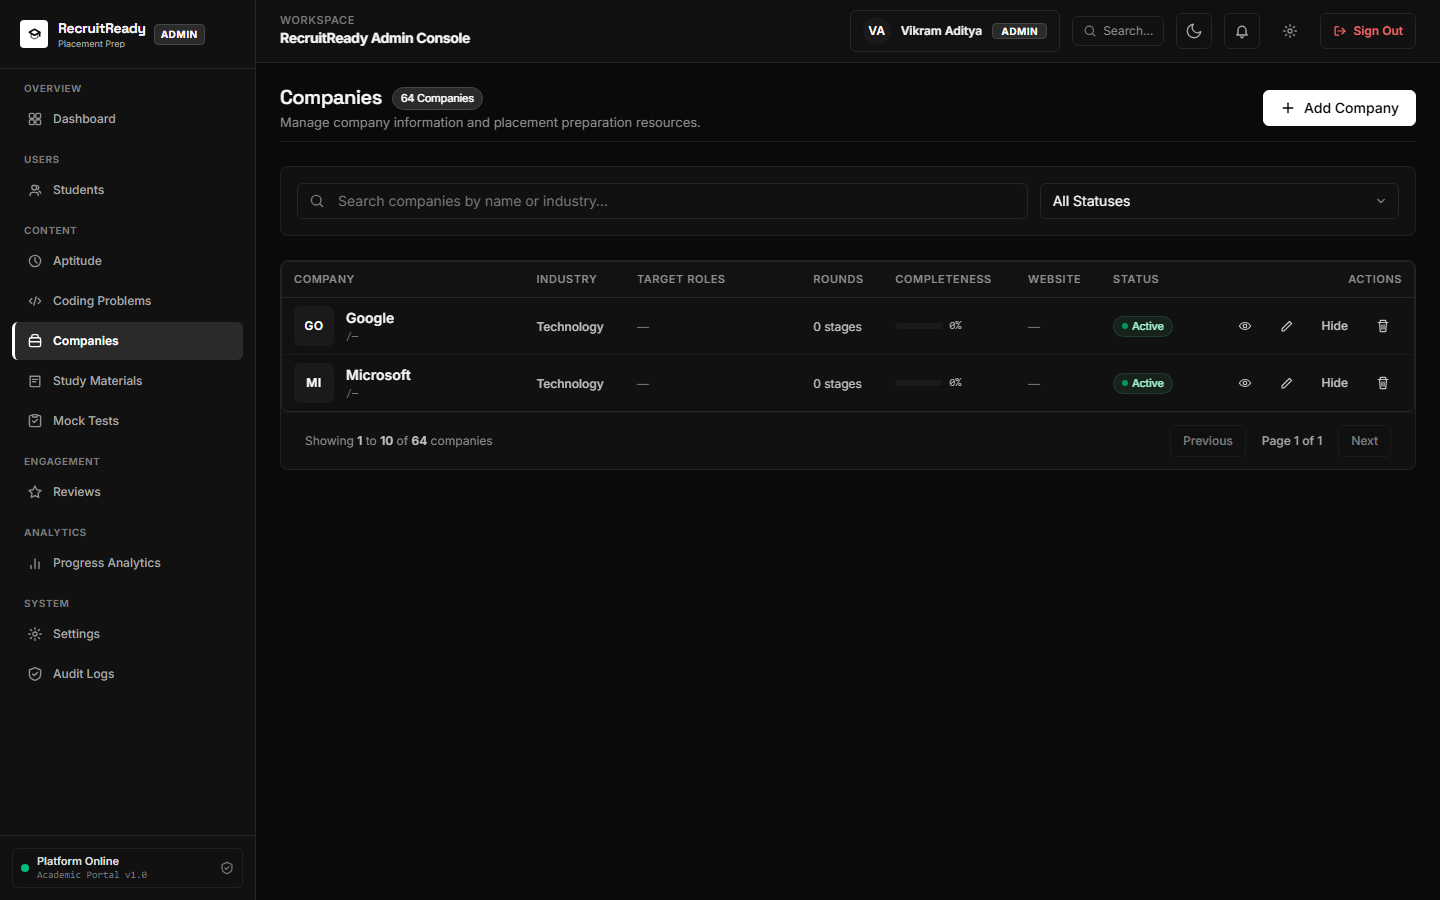 RecruitReady
Placement Prep
ADMIN
OVERVIEW
Dashboard
USERS
Students
CONTENT
Aptitude
Coding Problems
Companies
Study Materials
Mock Tests
ENGAGEMENT
Reviews
ANALYTICS
Progress Analytics
SYSTEM
Settings
Audit Logs
Platform Online
Academic Portal v1.0
WORKSPACE
RecruitReady Admin Console
VA Vikram Aditya ADMIN
Search...
Sign Out
Companies 64 Companies
Manage company information and placement preparation resources.
+ Add Company
Search companies by name or industry...
All Statuses
COMPANY INDUSTRY TARGET ROLES ROUNDS COMPLETENESS WEBSITE STATUS ACTIONS
GO Google Technology — 0 stages 0% — Active Hide
/—
MI Microsoft Technology — 0 stages 0% — Active Hide
/—
Showing 1 to 10 of 64 companies
Previous Page 1 of 1 Next